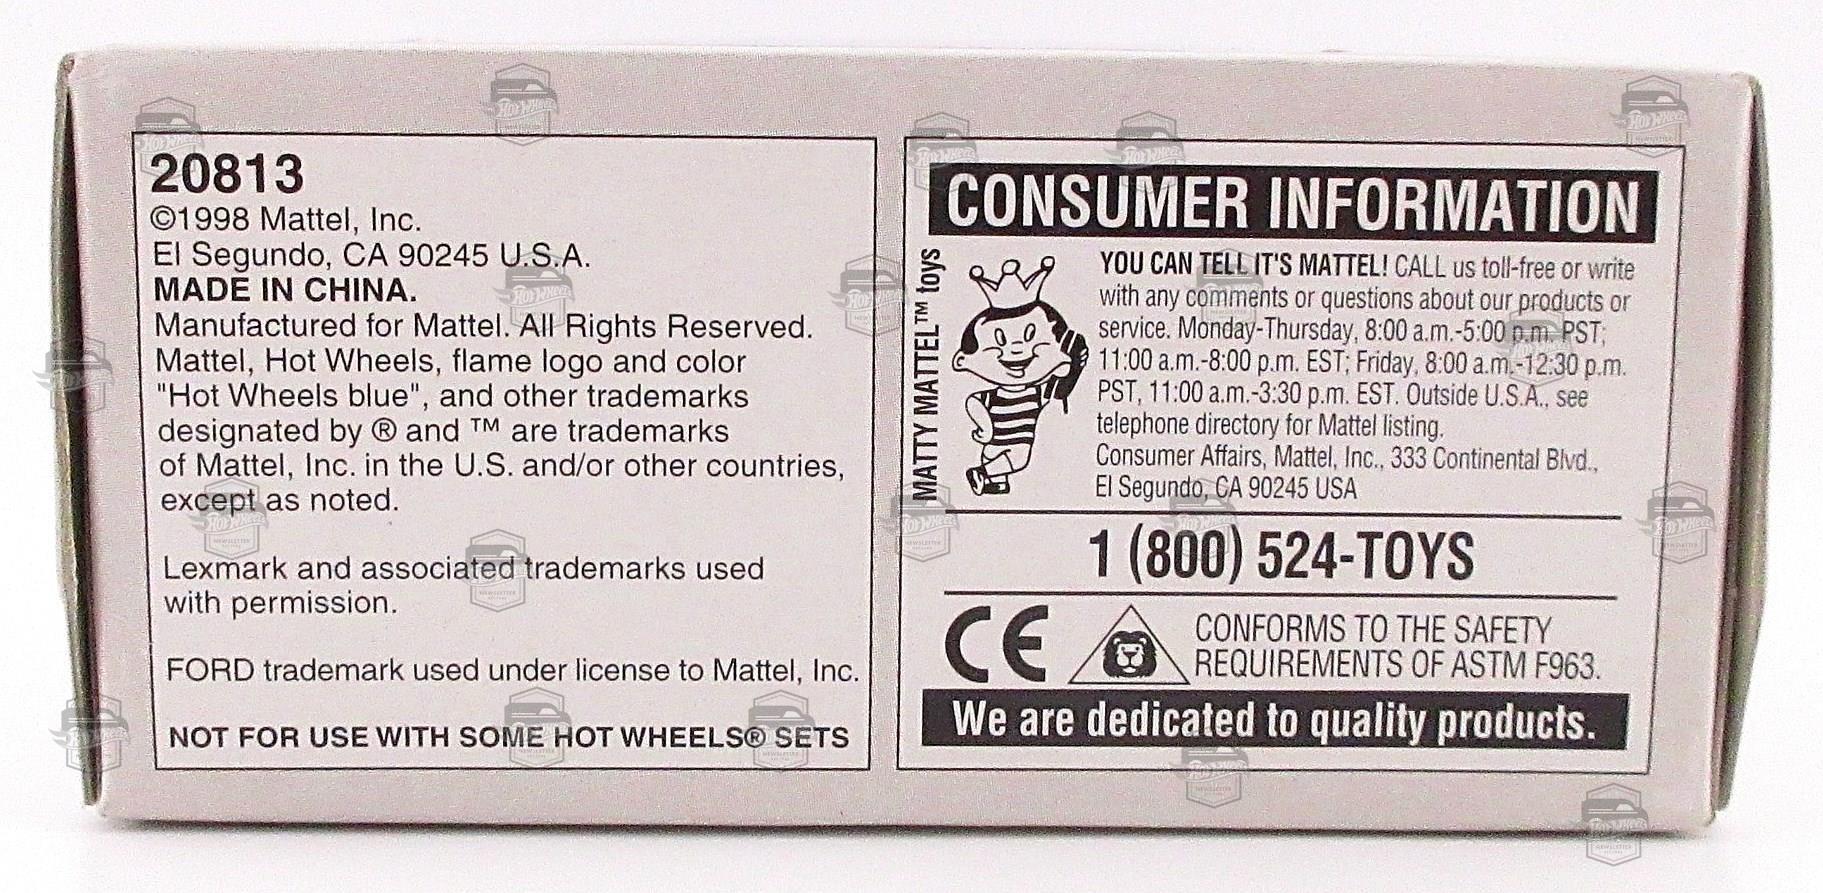 20813
©1998 Mattel, Inc.
El Segundo, CA 90245 U.S.A.
MADE IN CHINA.
Manufactured for Mattel. All Rights Reserved.
Mattel, Hot Wheels, flame logo and color
"Hot Wheels blue", and other trademarks
designated by ® and ™ are trademarks
of Mattel, Inc. in the U.S. and/or other countries,
except as noted.
Lexmark and associated trademarks used
with permission.
FORD trademark used under license to Mattel, Inc.
NOT FOR USE WITH SOME HOT WHEELS® SETS
CONSUMER INFORMATION
MATTY MATTEL™ toys
YOU CAN TELL IT'S MATTEL! CALL us toll-free or write
with any comments or questions about our products or
service. Monday-Thursday, 8:00 a.m.-5:00 p.m. PST;
11:00 a.m.-8:00 p.m. EST; Friday, 8:00 a.m.-12:30 p.m.
PST, 11:00 a.m.-3:30 p.m. EST. Outside U.S.A., see
telephone directory for Mattel listing.
Consumer Affairs, Mattel, Inc., 333 Continental Blvd.,
El Segundo, CA 90245 USA
1 (800) 524-TOYS
CE
CONFORMS TO THE SAFETY
REQUIREMENTS OF ASTM F963.
We are dedicated to quality products.